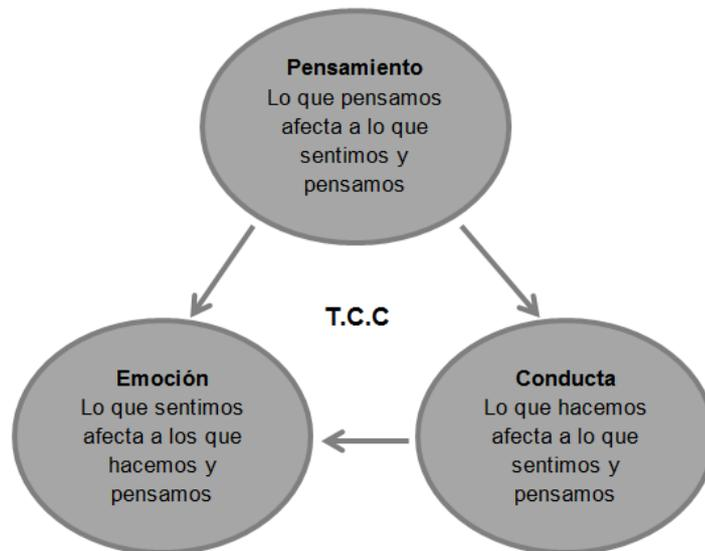 Pensamiento
Lo que pensamos
afecta a lo que
sentimos y
pensamos
T.C.C
Emoción
Lo que sentimos
afecta a los que
hacemos y
pensamos
Conducta
Lo que hacemos
afecta a lo que
sentimos y
pensamos